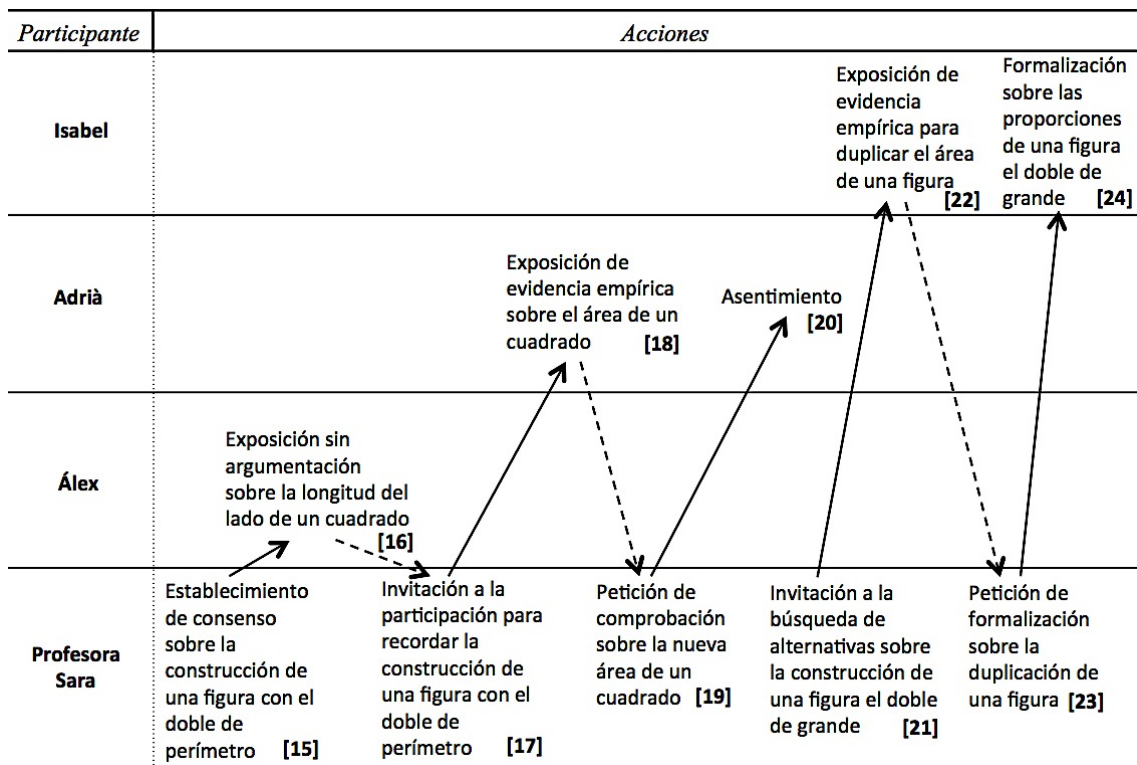 Participante
Acciones
Isabel
Exposición de
evidencia
empírica para
duplicar el área
de una figura
[22]
Formalización
sobre las
proporciones
de una figura
el doble de
grande [24]
Adrià
Exposición de
evidencia empírica
sobre el área de un
cuadrado [18]
Asentimiento
[20]
Álex
Exposición sin
argumentación
sobre la longitud del
lado de un cuadrado
[16]
Profesora
Sara
Establecimiento
de consenso
sobre la
construcción de
una figura con el
doble de
perímetro [15]
Invitación a la
participación para
recordar la
construcción de
una figura con el
doble de
perímetro [17]
Petición de
comprobación
sobre la nueva
área de un
cuadrado [19]
Invitación a la
búsqueda de
alternativas sobre
la construcción de
una figura el doble
de grande [21]
Petición de
formalización
sobre la
duplicación de
una figura [23]